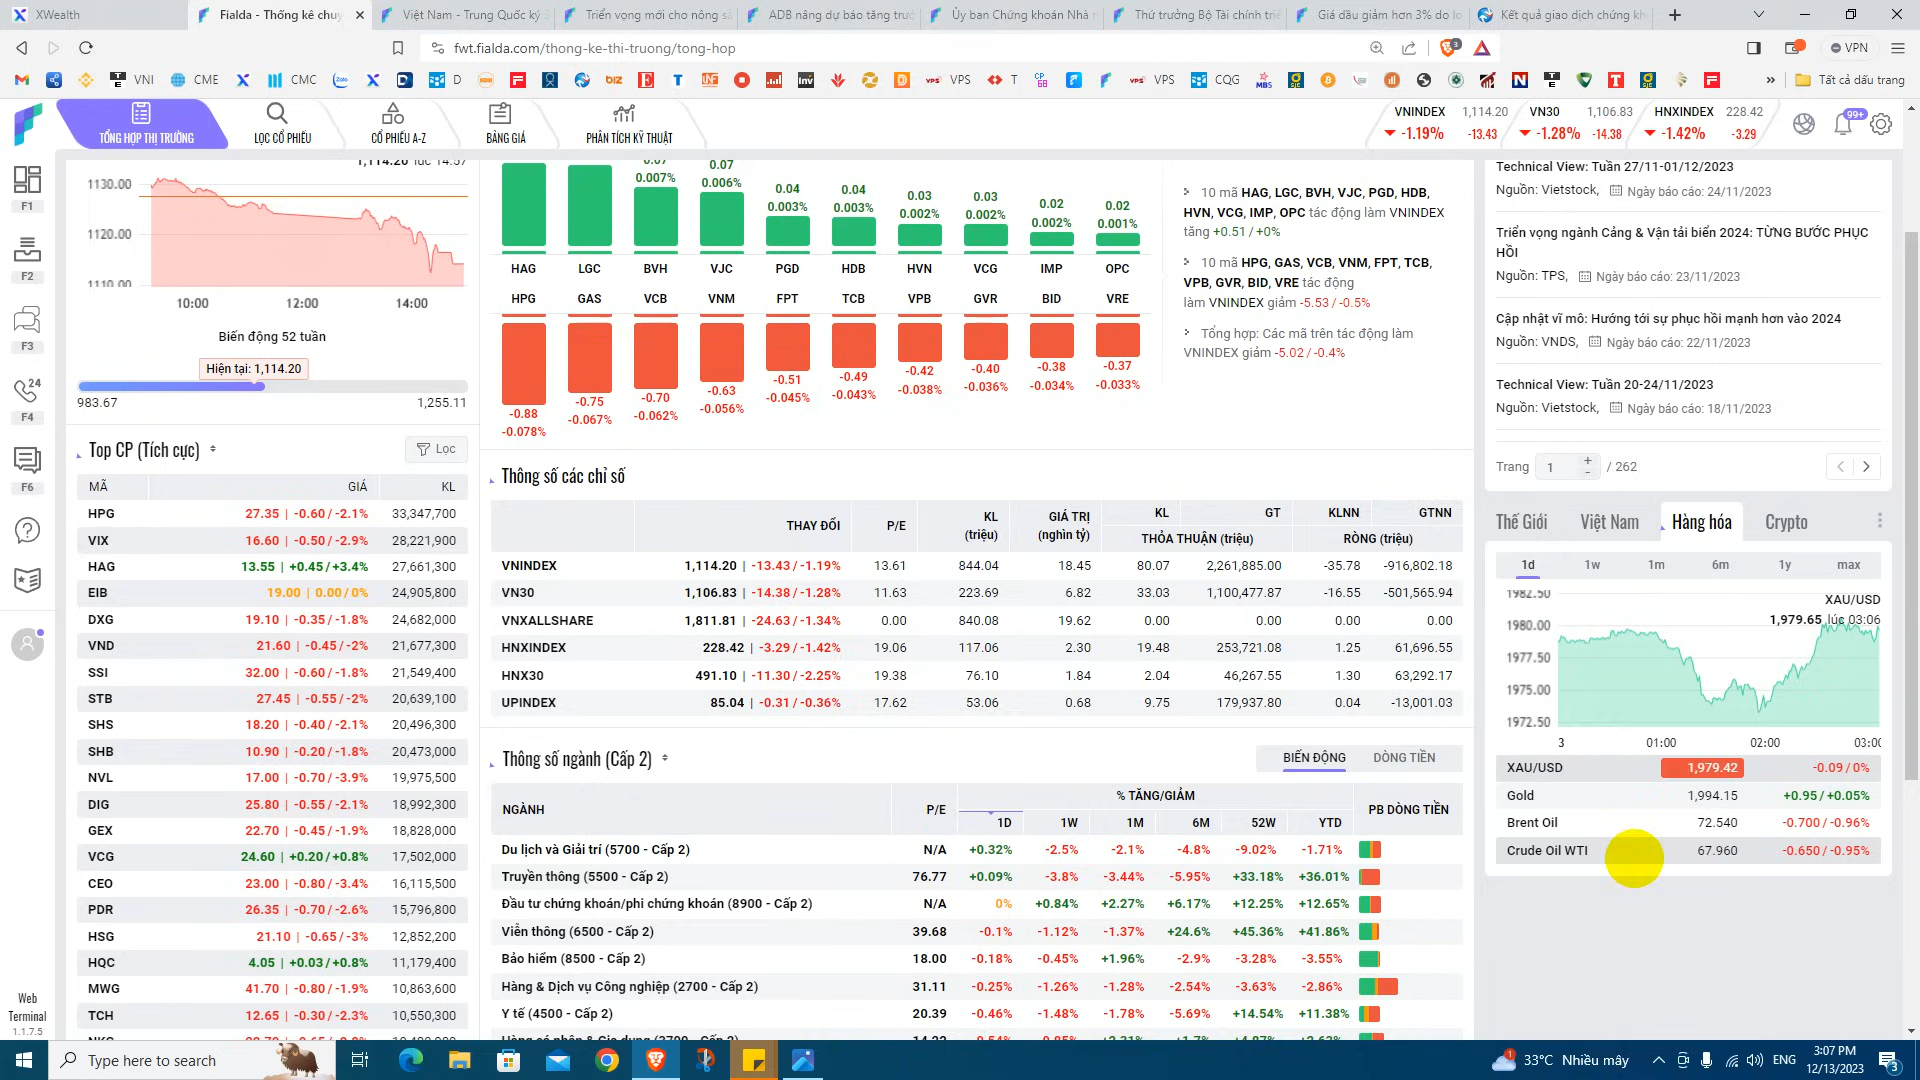 XWealth
Fialda - Thống kê chuy
Việt Nam - Trung Quốc ký
Triển vọng mới cho nông sả
ADB nâng dự báo tăng trư
Ủy ban Chứng khoán Nhà n
Thứ trưởng Bộ Tài chính tri
Giá dầu giảm hơn 3% do lo
Kết quả giao dịch chứng kh
fwt.fialda.com/thong-ke-thi-truong/tong-hop
VPN
VNI
CME
CMC
D
VPS
T
VPS
CQG
Tất cả dấu trang
TỔNG HỢP THỊ TRƯỜNG
LỌC CỔ PHIẾU
CỔ PHIẾU A-Z
BẢNG GIÁ
PHÂN TÍCH KỸ THUẬT
VNINDEX 1,114.20
-1.19% -13.43
VN30 1,106.83
-1.28% -14.38
HNXINDEX 228.42
-1.42% -3.29
99+
F1
F2
F3
24
F4
F6
Web
Terminal
1.1.7.5
1,114.20 lúc 14:57
1130.00
1120.00
1110.00
10:00 12:00 14:00
Biến động 52 tuần
Hiện tại: 1,114.20
983.67 1,255.11
Top CP (Tích cực)
Lọc
MÃ GIÁ KL
HPG 27.35 | -0.60 / -2.1% 33,347,700
VIX 16.60 | -0.50 / -2.9% 28,221,900
HAG 13.55 | +0.45 / +3.4% 27,661,300
EIB 19.00 | 0.00 / 0% 24,905,800
DXG 19.10 | -0.35 / -1.8% 24,682,000
VND 21.60 | -0.45 / -2% 21,677,300
SSI 32.00 | -0.60 / -1.8% 21,549,400
STB 27.45 | -0.55 / -2% 20,639,100
SHS 18.20 | -0.40 / -2.1% 20,496,300
SHB 10.90 | -0.20 / -1.8% 20,473,000
NVL 17.00 | -0.70 / -3.9% 19,975,500
DIG 25.80 | -0.55 / -2.1% 18,992,300
GEX 22.70 | -0.45 / -1.9% 18,828,000
VCG 24.60 | +0.20 / +0.8% 17,502,000
CEO 23.00 | -0.80 / -3.4% 16,115,500
PDR 26.35 | -0.70 / -2.6% 15,796,800
HSG 21.10 | -0.65 / -3% 12,852,200
HQC 4.05 | +0.03 / +0.8% 11,179,400
MWG 41.70 | -0.80 / -1.9% 10,863,600
TCH 12.65 | -0.30 / -2.3% 10,550,300
0.07 0.07 0.04 0.04 0.03 0.03 0.02 0.02
0.007% 0.006% 0.003% 0.003% 0.002% 0.002% 0.002% 0.001%
HAG LGC BVH VJC PGD HDB HVN VCG IMP OPC
HPG GAS VCB VNM FPT TCB VPB GVR BID VRE
-0.88 -0.75 -0.70 -0.63 -0.51 -0.49 -0.42 -0.40 -0.38 -0.37
-0.078% -0.067% -0.062% -0.056% -0.045% -0.043% -0.038% -0.036% -0.034% -0.033%
10 mã HAG, LGC, BVH, VJC, PGD, HDB,
HVN, VCG, IMP, OPC tác động làm VNINDEX
tăng +0.51 / +0%
10 mã HPG, GAS, VCB, VNM, FPT, TCB,
VPB, GVR, BID, VRE tác động
làm VNINDEX giảm -5.53 / -0.5%
Tổng hợp: Các mã trên tác động làm
VNINDEX giảm -5.02 / -0.4%
Thông số các chỉ số
THAY ĐỔI P/E KL (triệu) GIÁ TRỊ (nghìn tỷ) KL GT KLNN GTNN
THỎA THUẬN (triệu) RÒNG (triệu)
VNINDEX 1,114.20 | -13.43 / -1.19% 13.61 844.04 18.45 80.07 2,261,885.00 -35.78 -916,802.18
VN30 1,106.83 | -14.38 / -1.28% 11.63 223.69 6.82 33.03 1,100,477.87 -16.55 -501,565.94
VNXALLSHARE 1,811.81 | -24.63 / -1.34% 0.00 840.08 19.62 0.00 0.00 0.00 0.00
HNXINDEX 228.42 | -3.29 / -1.42% 19.06 117.06 2.30 19.48 253,721.08 1.25 61,696.55
HNX30 491.10 | -11.30 / -2.25% 19.38 76.10 1.84 2.04 46,267.55 1.30 63,292.17
UPINDEX 85.04 | -0.31 / -0.36% 17.62 53.06 0.68 9.75 179,937.80 0.04 -13,001.03
Thông số ngành (Cấp 2)
BIẾN ĐỘNG DÒNG TIỀN
NGÀNH P/E % TĂNG/GIẢM PB DÒNG TIỀN
1D 1W 1M 6M 52W YTD
Du lịch và Giải trí (5700 - Cấp 2) N/A +0.32% -2.5% -2.1% -4.8% -9.02% -1.71%
Truyền thông (5500 - Cấp 2) 76.77 +0.09% -3.8% -3.44% -5.95% +33.18% +36.01%
Đầu tư chứng khoán/phi chứng khoán (8900 - Cấp 2) N/A 0% +0.84% +2.27% +6.17% +12.25% +12.65%
Viễn thông (6500 - Cấp 2) 39.68 -0.1% -1.12% -1.37% +24.6% +45.36% +41.86%
Bảo hiểm (8500 - Cấp 2) 18.00 -0.18% -0.45% +1.96% -2.9% -3.28% -3.55%
Hàng & Dịch vụ Công nghiệp (2700 - Cấp 2) 31.11 -0.25% -1.26% -1.28% -2.54% -3.63% -2.86%
Y tế (4500 - Cấp 2) 20.39 -0.46% -1.48% -1.78% -5.69% +14.54% +11.38%
Technical View: Tuần 27/11-01/12/2023
Nguồn: Vietstock, Ngày báo cáo: 24/11/2023
Triển vọng ngành Cảng & Vận tải biển 2024: TỪNG BƯỚC PHỤC
HỒI
Nguồn: TPS, Ngày báo cáo: 23/11/2023
Cập nhật vĩ mô: Hướng tới sự phục hồi mạnh hơn vào 2024
Nguồn: VNDS, Ngày báo cáo: 22/11/2023
Technical View: Tuần 20-24/11/2023
Nguồn: Vietstock, Ngày báo cáo: 18/11/2023
Trang 1 / 262
Thế Giới Việt Nam Hàng hóa Crypto
1d 1w 1m 6m 1y max
XAU/USD
1,979.65 lúc 03:06
1982.50
1980.00
1977.50
1975.00
1972.50
3 01:00 02:00 03:00
XAU/USD 1,979.42 -0.09 / 0%
Gold 1,994.15 +0.95 / +0.05%
Brent Oil 72.540 -0.700 / -0.96%
Crude Oil WTI 67.960 -0.650 / -0.95%
Type here to search
33°C Nhiều mây
ENG
3:07 PM
12/13/2023
3